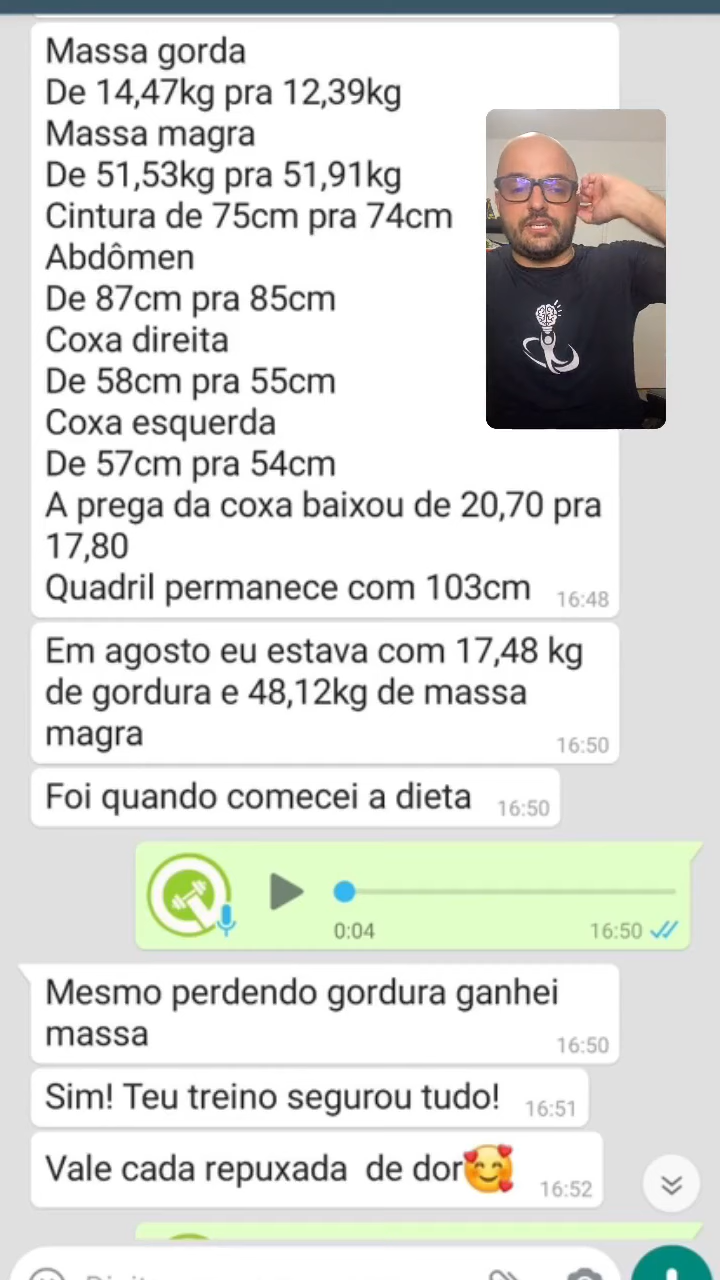 Massa gorda
De 14,47kg pra 12,39kg
Massa magra
De 51,53kg pra 51,91kg
Cintura de 75cm pra 74cm
Abdômen
De 87cm pra 85cm
Coxa direita
De 58cm pra 55cm
Coxa esquerda
De 57cm pra 54cm
A prega da coxa baixou de 20,70 pra
17,80
Quadril permanece com 103cm
16:48
Em agosto eu estava com 17,48 kg
de gordura e 48,12kg de massa
magra
16:50
Foi quando comecei a dieta
16:50
0:04
16:50
Mesmo perdendo gordura ganhei
massa
16:50
Sim! Teu treino segurou tudo!
16:51
Vale cada repuxada de dor🥰
16:52